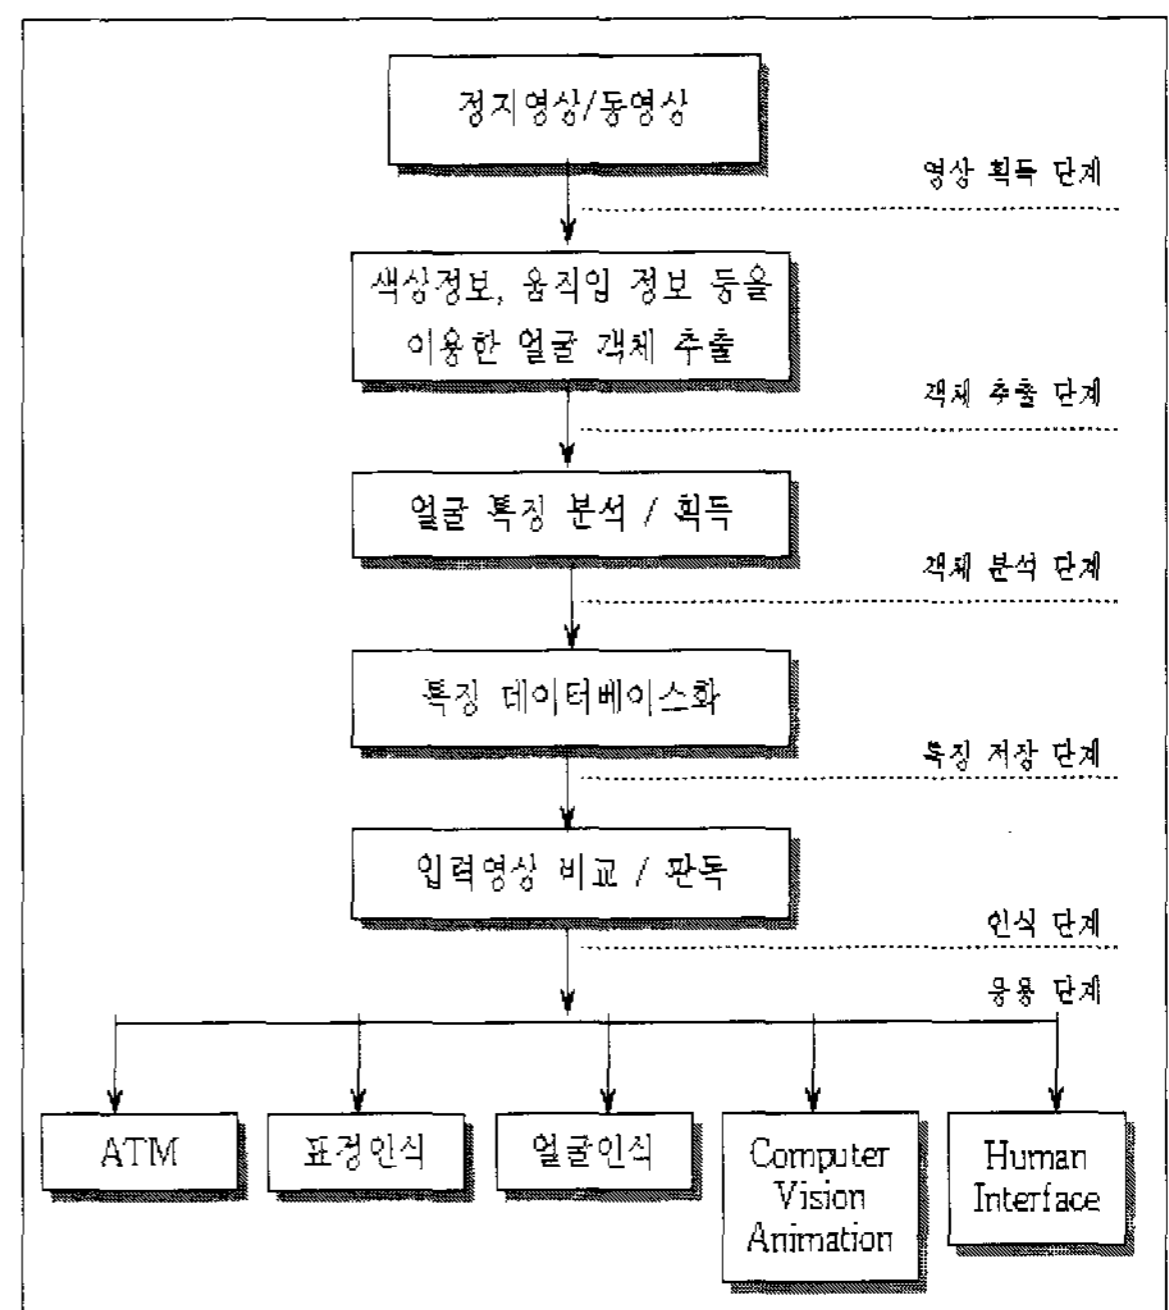 정지영상/동영상
영상 획득 단계
색상정보, 움직임 정보 등을
이용한 얼굴 객체 추출
객체 추출 단계
얼굴 특징 분석 / 획득
객체 분석 단계
특징 데이터베이스화
특징 저장 단계
입력영상 비교 / 판독
인식 단계
응용 단계
ATM
표정인식
얼굴인식
Computer
Vision
Animation
Human
Interface